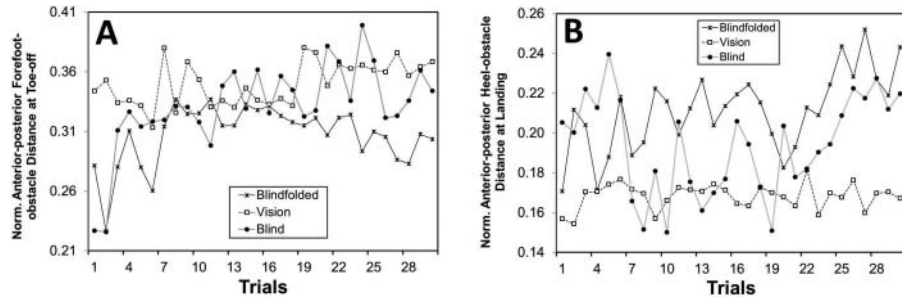 A
Norm. Anterior-posterior Forefoot-
obstacle Distance at Toe-off
0.41
0.36
0.31
0.26
0.21
Blindfolded
Vision
Blind
1 4 7 10 13 16 19 22 25 28
Trials
B
Norm. Anterior-posterior Heel-obstacle
Distance at Landing
0.26
0.24
0.22
0.20
0.18
0.16
0.14
Blindfolded
Vision
Blind
1 4 7 10 13 16 19 22 25 28
Trials